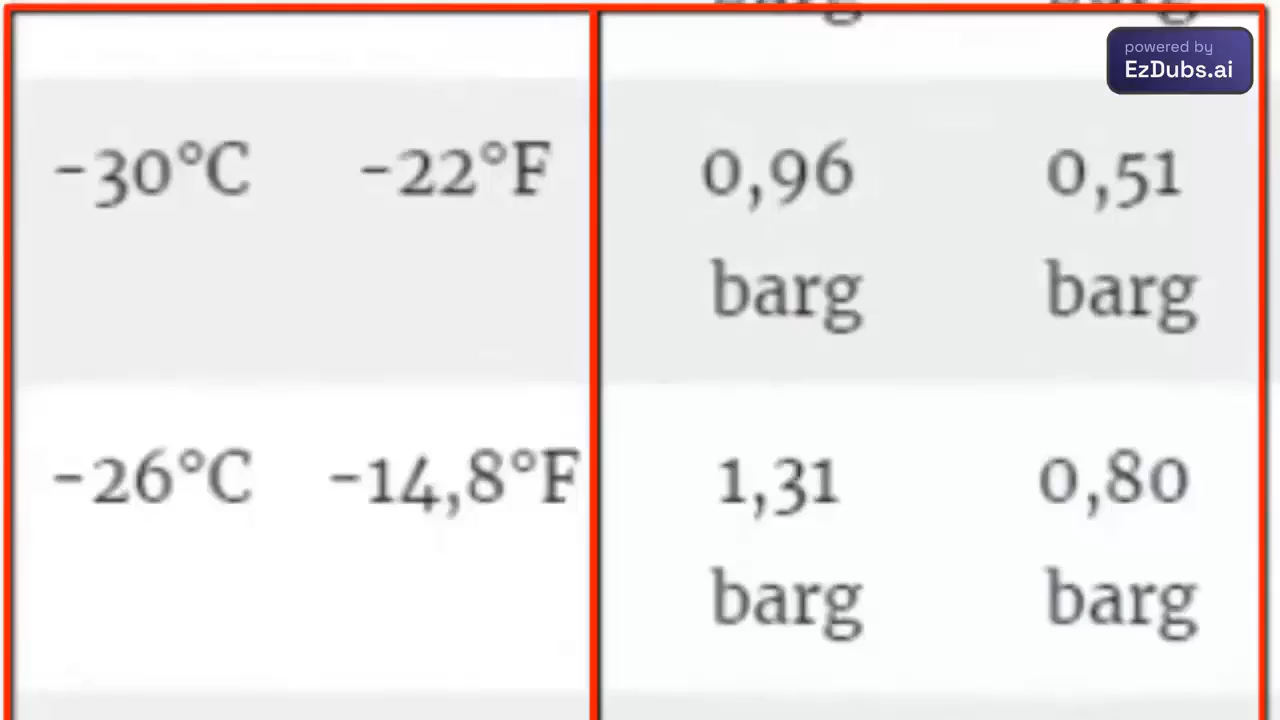 powered by
EzDubs.ai
-30°C -22°F 0,96 0,51
barg barg
-26°C -14,8°F 1,31 0,80
barg barg